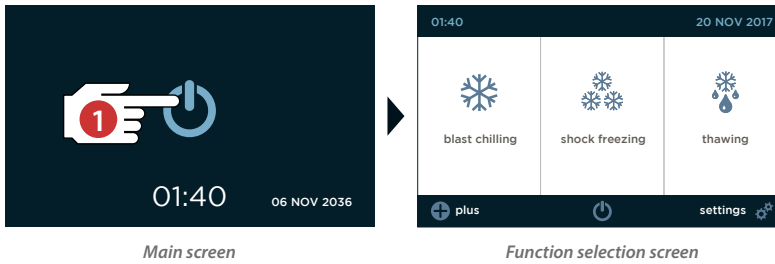 1
01:40
06 NOV 2036
Main screen
01:40
20 NOV 2017
blast chilling
shock freezing
thawing
plus
settings
Function selection screen